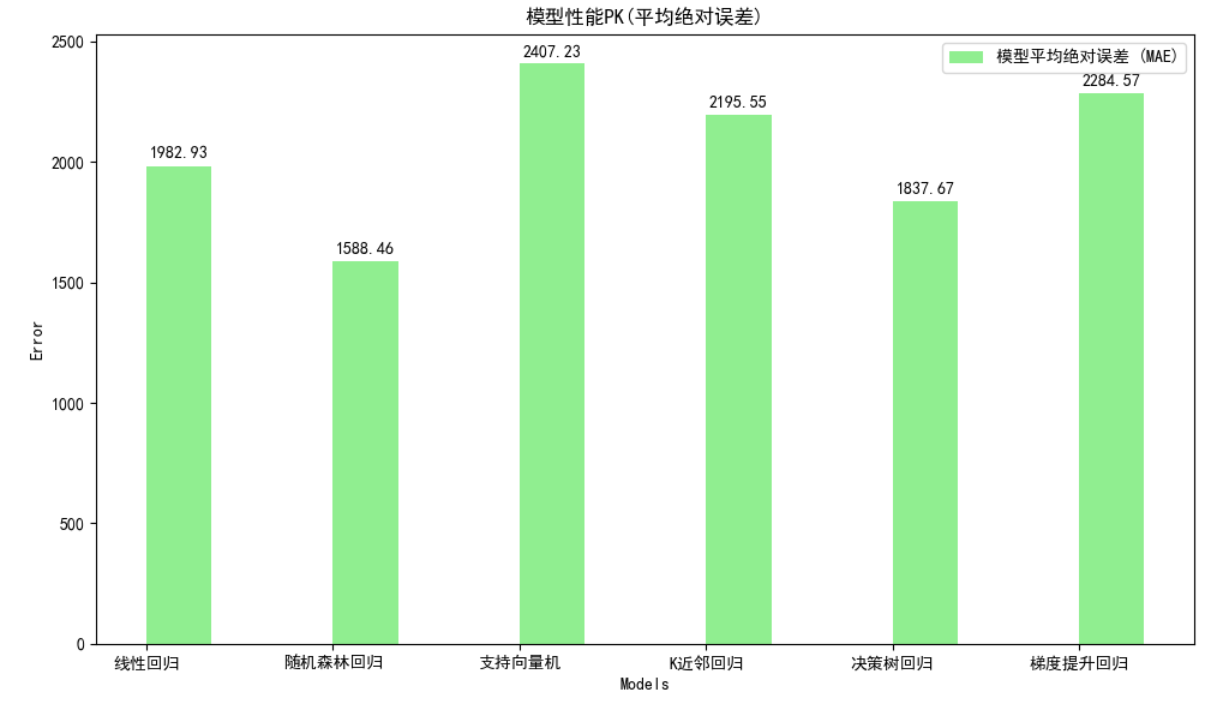 模型性能PK(平均绝对误差)
模型平均绝对误差 (MAE)
2500
2000
1500
1000
500
0
Error
1982.93
1588.46
2407.23
2195.55
1837.67
2284.57
线性回归
随机森林回归
支持向量机
K近邻回归
决策树回归
梯度提升回归
Models